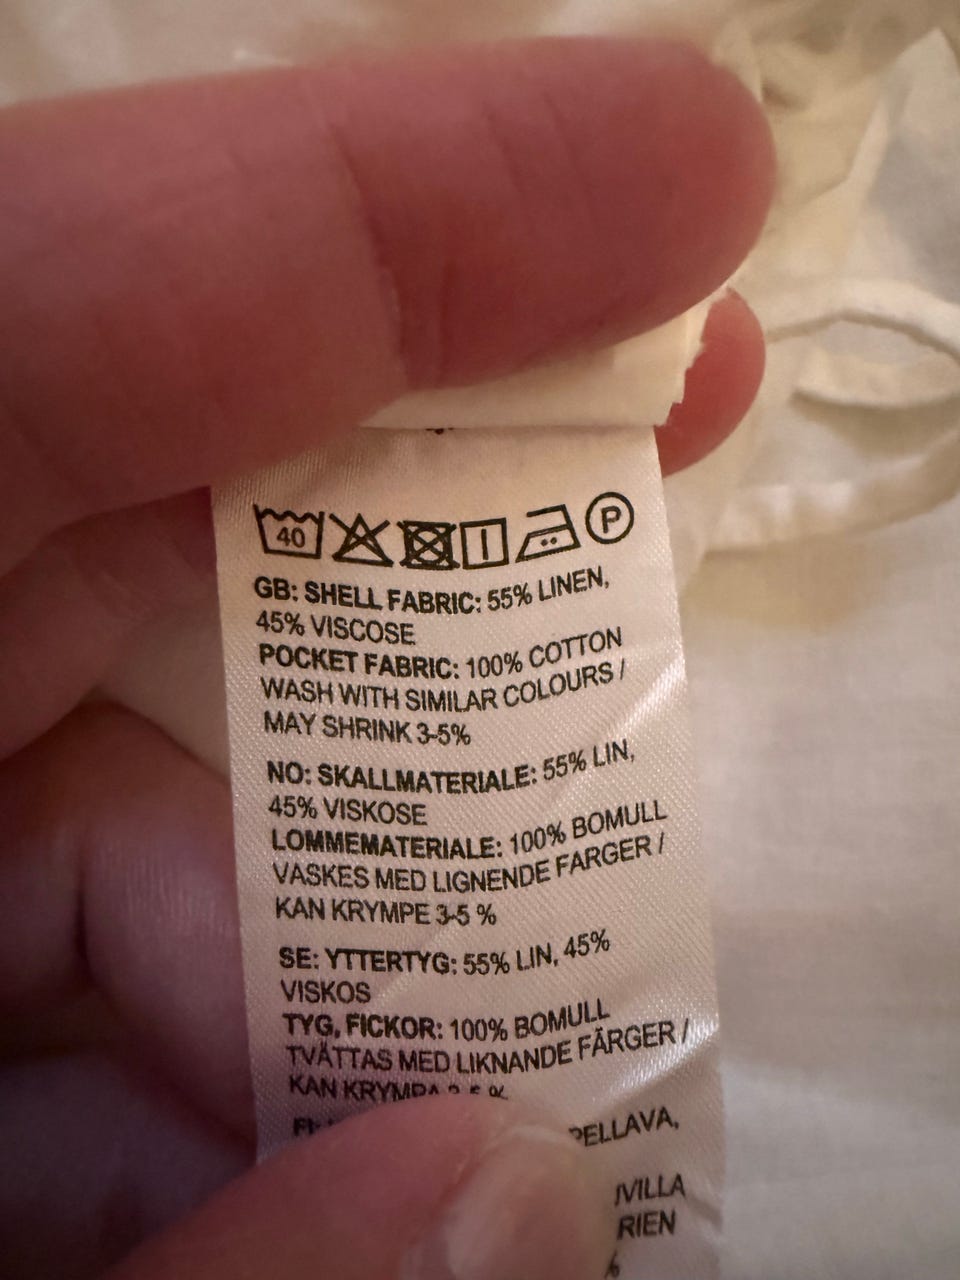 40 P
GB: SHELL FABRIC: 55% LINEN,
45% VISCOSE
POCKET FABRIC: 100% COTTON
WASH WITH SIMILAR COLOURS /
MAY SHRINK 3-5%
NO: SKALLMATERIALE: 55% LIN,
45% VISKOSE
LOMMEMATERIALE: 100% BOMULL
VASKES MED LIGNENDE FARGER /
KAN KRYMPE 3-5 %
SE: YTTERTYG: 55% LIN, 45%
VISKOS
TYG, FICKOR: 100% BOMULL
TVÄTTAS MED LIKNANDE FÄRGER /
KAN KRYMPA